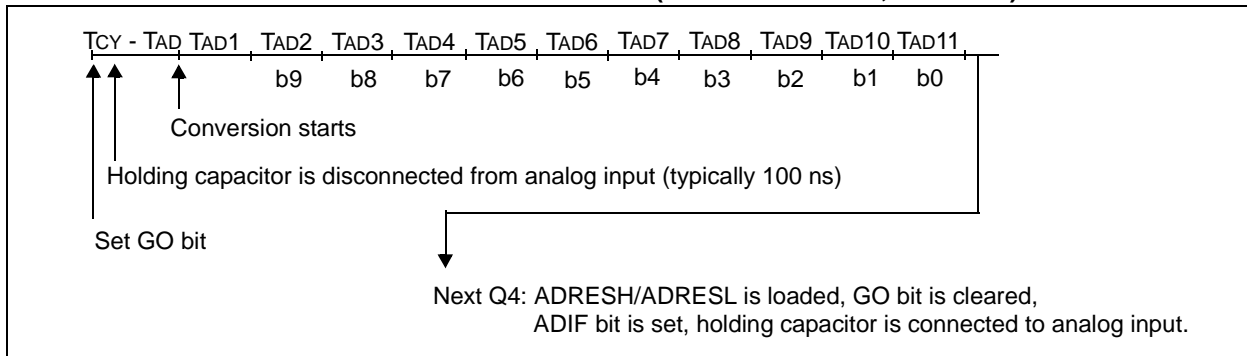 TCY - TAD TAD1 TAD2 TAD3 TAD4 TAD5 TAD6 TAD7 TAD8 TAD9 TAD10 TAD11
b9 b8 b7 b6 b5 b4 b3 b2 b1 b0
Conversion starts
Holding capacitor is disconnected from analog input (typically 100 ns)
Set GO bit
Next Q4: ADRESH/ADRESL is loaded, GO bit is cleared,
ADIF bit is set, holding capacitor is connected to analog input.